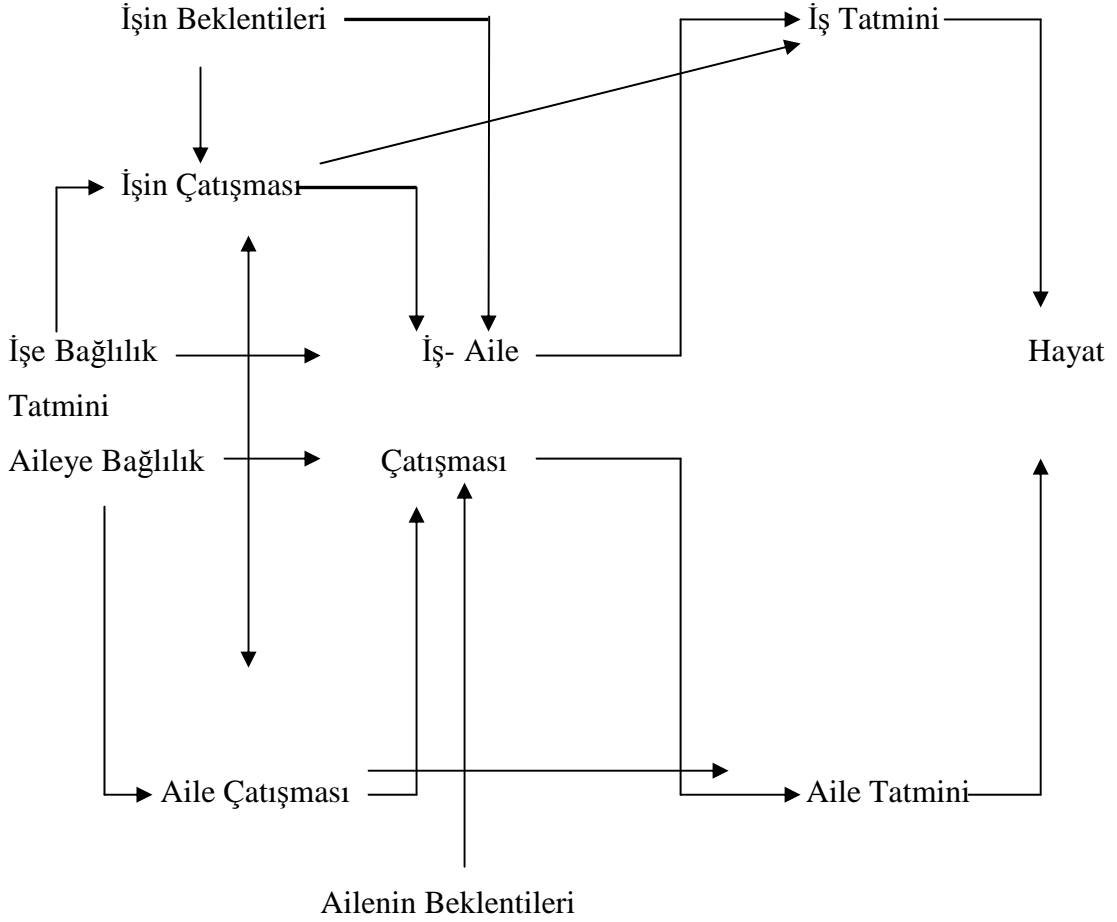 İşin Beklentileri İş Tatmini
İşin Çatışması
İşe Bağlılık İş- Aile Hayat
Tatmini
Aileye Bağlılık Çatışması
Aile Çatışması Aile Tatmini
Ailenin Beklentileri